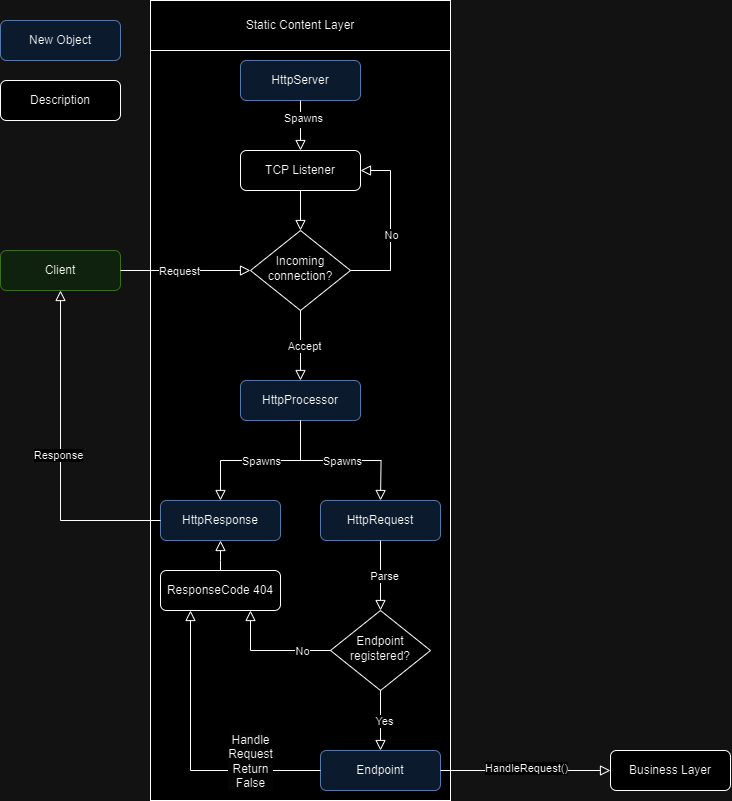 Static Content Layer
New Object
HttpServer
Description
Spawns
TCP Listener
No
Client
Request
Incoming
connection?
Accept
HttpProcessor
Response
Spawns
Spawns
HttpResponse
HttpRequest
Parse
ResponseCode 404
Endpoint
registered?
No
Yes
Handle
Request
Return
False
Endpoint
HandleRequest()
Business Layer